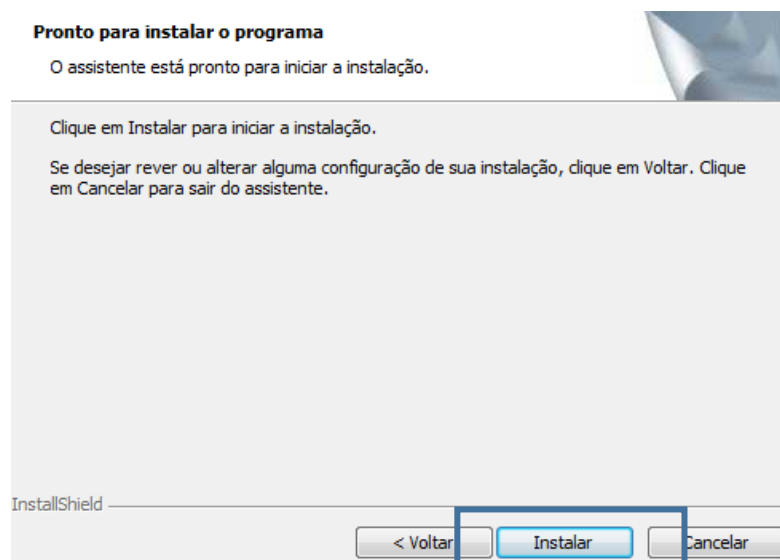 Pronto para instalar o programa
O assistente está pronto para iniciar a instalação.
Clique em Instalar para iniciar a instalação.
Se desejar rever ou alterar alguma configuração de sua instalação, clique em Voltar. Clique
em Cancelar para sair do assistente.
InstallShield
< Voltar Instalar Cancelar